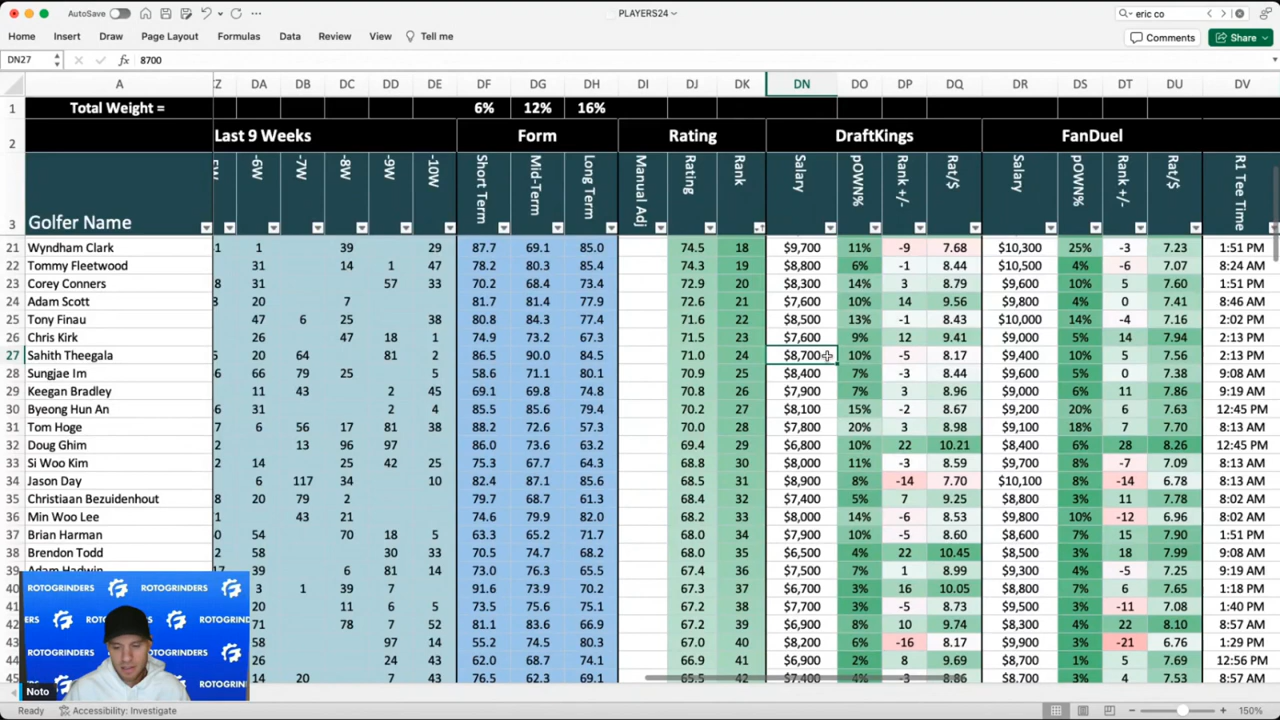 AutoSave
PLAYERS24
eric co
Home Insert Draw Page Layout Formulas Data Review View Tell me Comments Share
DN27 fx 8700
A DA DB DC DD DE DF DG DH DI DJ DK DN DO DP DQ DR DS DT DU DV
1 Total Weight = 6% 12% 16%
2 Last 9 Weeks Form Rating DraftKings FanDuel
3 Golfer Name -6W -7W -8W -9W -10W Short Term Mid-Term Long Term Manual Adj Rating Rank Salary pOWN% Rank +/- Rat/$ Salary pOWN% Rank +/- Rat/$ R1 Tee Time
21 Wyndham Clark 1 1 39 29 87.7 69.1 85.0 74.5 18 $9,700 11% -9 7.68 $10,300 25% -3 7.23 1:51 PM
22 Tommy Fleetwood 31 14 1 47 78.2 80.3 85.4 74.3 19 $8,800 6% -1 8.44 $10,500 4% -6 7.07 8:24 AM
23 Corey Conners 8 31 57 33 70.2 68.4 73.4 72.9 20 $8,300 14% 3 8.79 $9,600 10% 5 7.60 1:51 PM
24 Adam Scott 20 7 81.7 81.4 77.9 72.6 21 $7,600 10% 14 9.56 $9,800 4% 0 7.41 8:46 AM
25 Tony Finau 47 6 25 38 80.8 84.3 77.4 71.6 22 $8,500 13% -1 8.43 $10,000 14% -4 7.16 2:02 PM
26 Chris Kirk 26 47 18 1 74.9 73.2 67.3 71.5 23 $7,600 9% 12 9.41 $9,000 5% 14 7.94 2:13 PM
27 Sahith Theegala 20 64 81 2 86.5 90.0 84.5 71.0 24 $8,700 10% -5 8.17 $9,400 10% 5 7.56 2:13 PM
28 Sungjae Im 6 66 79 25 5 58.6 71.1 80.1 70.9 25 $8,400 7% -3 8.44 $9,600 5% 0 7.38 9:08 AM
29 Keegan Bradley 11 43 2 45 69.1 69.8 74.8 70.8 26 $7,900 7% 3 8.96 $9,000 6% 11 7.86 9:19 AM
30 Byeong Hun An 6 31 2 4 85.5 85.6 79.4 70.2 27 $8,100 15% -2 8.67 $9,200 20% 6 7.63 12:45 PM
31 Tom Hoge 6 56 17 81 38 88.2 72.6 57.3 70.0 28 $7,800 20% 3 8.98 $9,100 18% 7 7.70 8:13 AM
32 Doug Ghim 13 96 97 86.0 73.6 63.2 69.4 29 $6,800 10% 22 10.21 $8,400 6% 28 8.26 12:45 PM
33 Si Woo Kim 2 14 25 42 25 75.3 67.7 64.3 68.8 30 $8,000 11% -3 8.59 $9,700 8% -7 7.09 8:13 AM
34 Jason Day 6 117 34 10 82.4 87.1 85.6 68.5 31 $8,900 8% -14 7.70 $10,100 8% -14 6.78 8:13 AM
35 Christiaan Bezuidenhout 20 79 2 79.7 68.7 61.3 68.4 32 $7,400 5% 7 9.25 $8,800 3% 11 7.78 8:02 AM
36 Min Woo Lee 1 43 21 74.6 79.9 82.0 68.2 33 $8,000 14% -6 8.53 $9,800 10% -12 6.96 8:02 AM
37 Brian Harman 0 54 70 18 5 63.3 65.2 71.7 68.0 34 $7,900 10% -5 8.60 $8,600 6% 15 7.90 1:51 PM
38 Brendon Todd 2 58 30 33 70.5 74.7 68.2 68.0 35 $6,500 4% 22 10.45 $8,500 3% 18 7.99 9:08 AM
39 Adam Hadwin 39 6 81 14 73.0 76.3 65.5 67.4 36 $7,500 7% 1 8.99 $9,300 4% -5 7.25 9:19 AM
40 3 1 39 7 91.6 73.9 70.2 67.3 37 $6,700 3% 16 10.05 $8,800 7% 4 7.65 1:18 PM
41 20 11 6 5 73.5 75.6 75.1 67.2 38 $7,700 3% -5 8.73 $9,500 3% -11 7.08 1:40 PM
42 71 78 7 52 83.1 66.9 67.2 39 $6,900 8% 10 9.74 $8,300 4% 22 8.10 8:57 AM
43 58 97 14 55.2 74.5 80.3 67.0 40 $8,200 10% -16 8.17 $9,900 3% -21 6.76 1:29 PM
44 26 24 43 62.0 68.7 74.1 66.9 41 $6,900 2% 8 9.69 $8,700 1% 5 7.69 12:56 PM
45 14 20 7 43 76.5 62.3 69.1 $7,400 4% $8,700 3% 4 7.53 8:57 AM
ROTOGRINDERS ROTOGRINDERS
ROTOGRINDERS
Noto
Ready Accessibility: Investigate 150%